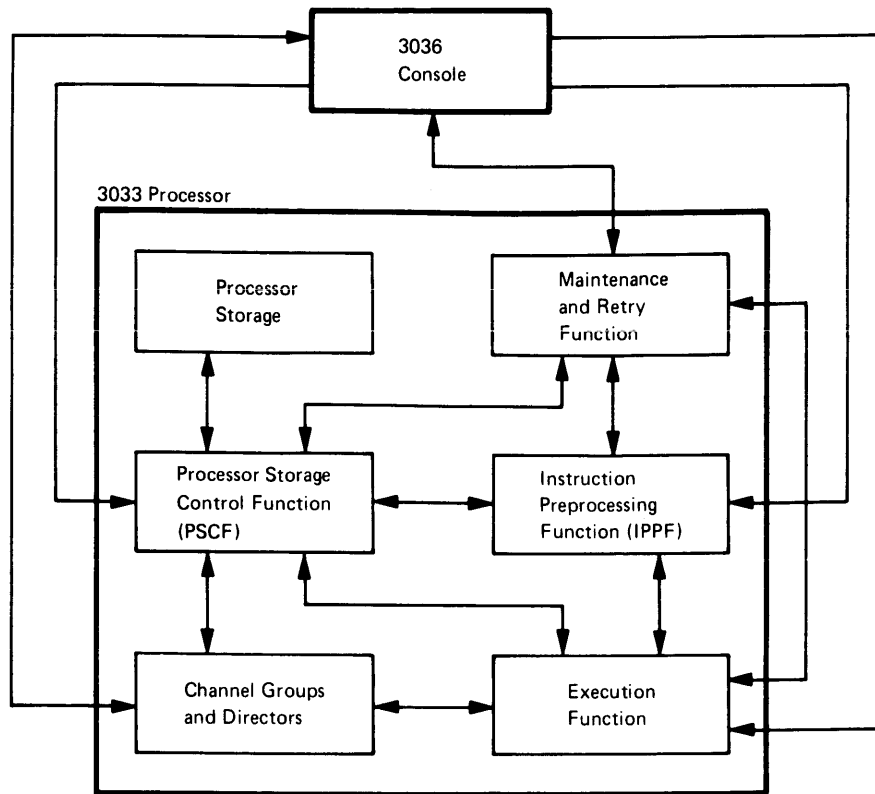 3036
Console
3033 Processor
Processor
Storage
Maintenance
and Retry
Function
Processor Storage
Control Function
(PSCF)
Instruction
Preprocessing
Function (IPPF)
Channel Groups
and Directors
Execution
Function